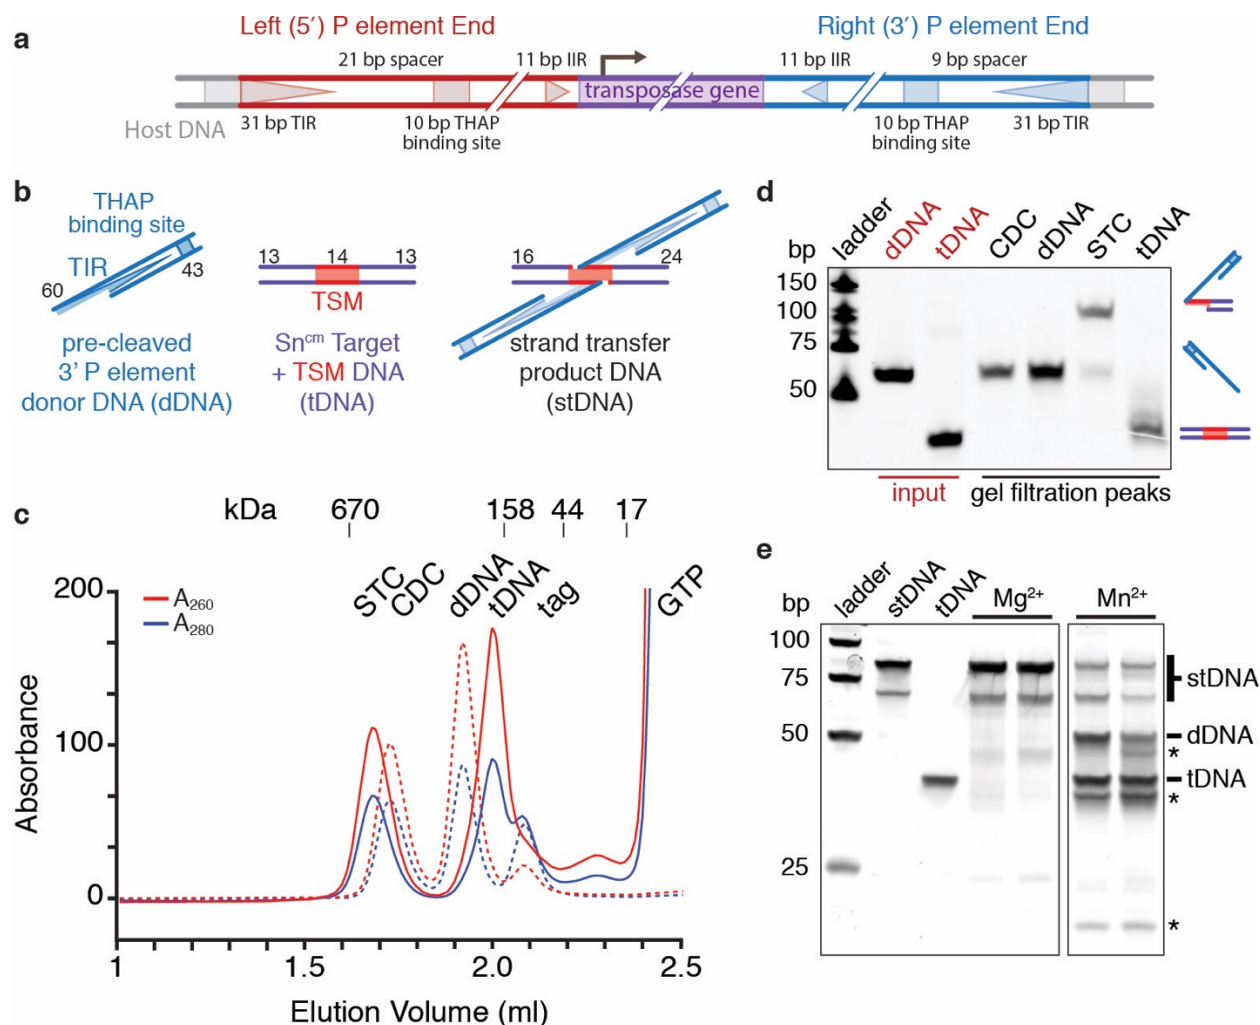 a
Left (5’) P element End
Right (3’) P element End
21 bp spacer
11 bp IIR
11 bp IIR
9 bp spacer
transposase gene
Host DNA
31 bp TIR
10 bp THAP
binding site
10 bp THAP
binding site
31 bp TIR
b
THAP
binding site
TIR
60
43
pre-cleaved
3’ P element
donor DNA (dDNA)
13
14
13
TSM
Sncm Target
+ TSM DNA
(tDNA)
16
24
strand transfer
product DNA
(stDNA)
c
kDa
670
158
44
17
STC
CDC
dDNA
tDNA
tag
GTP
A260
A280
200
100
0
Absorbance
1
1.5
2.0
2.5
Elution Volume (ml)
d
bp
ladder
dDNA
tDNA
CDC
dDNA
STC
tDNA
150
100
75
50
input
gel filtration peaks
e
bp
ladder
stDNA
tDNA
Mg2+
Mn2+
100
75
50
25
stDNA
dDNA
*
tDNA
*
*